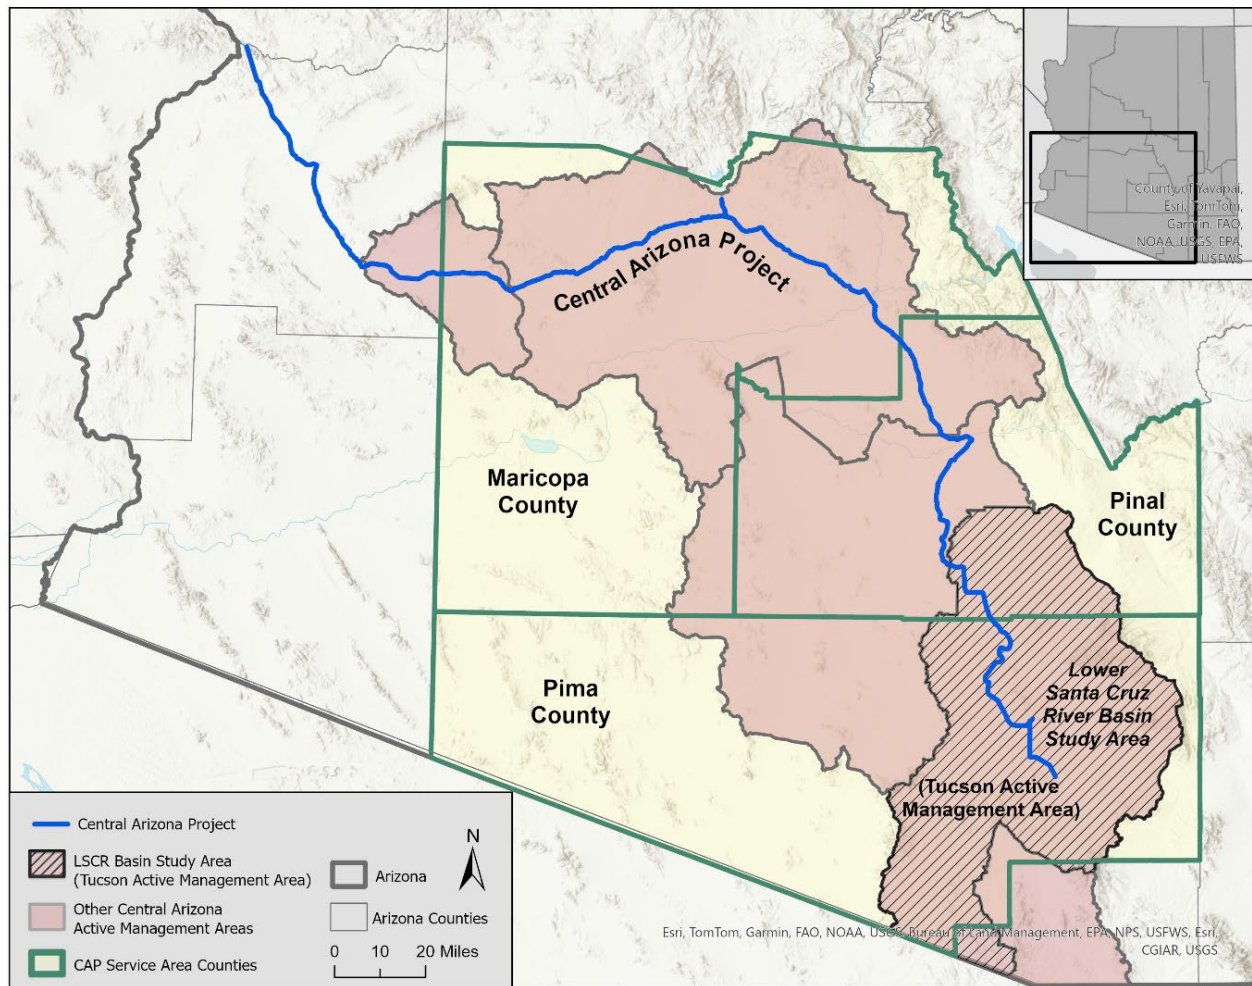 County of Yavapai,
Esri, TomTom,
Garmin, FAO,
NOAA, USGS, EPA,
USFWS
Central Arizona Project
Maricopa
County
Pinal
County
Pima
County
Lower
Santa Cruz
River Basin
Study Area
(Tucson Active
Management Area)
Central Arizona Project
LSCR Basin Study Area
(Tucson Active Management Area)
Other Central Arizona
Active Management Areas
CAP Service Area Counties
N
Arizona
Arizona Counties
0 10 20 Miles
Esri, TomTom, Garmin, FAO, NOAA, USGS, Bureau of Land Management, EPA, NPS, USFWS, Esri,
CGIAR, USGS